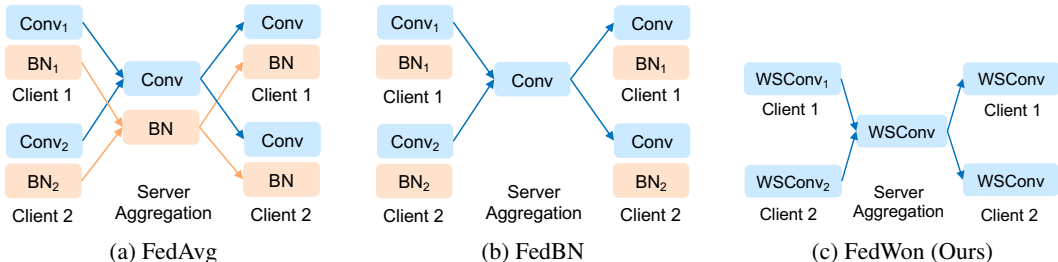 Conv₁
BN₁
Client 1
Conv₂
BN₂
Client 2
Conv
BN
Server
Aggregation
Conv
BN
Client 1
Conv
BN
Client 2
(a) FedAvg
Conv₁
BN₁
Client 1
Conv₂
BN₂
Client 2
Conv
Server
Aggregation
Conv
BN₁
Client 1
Conv
BN₂
Client 2
(b) FedBN
WSConv₁
Client 1
WSConv₂
Client 2
WSConv
Server
Aggregation
WSConv
Client 1
WSConv
Client 2
(c) FedWon (Ours)